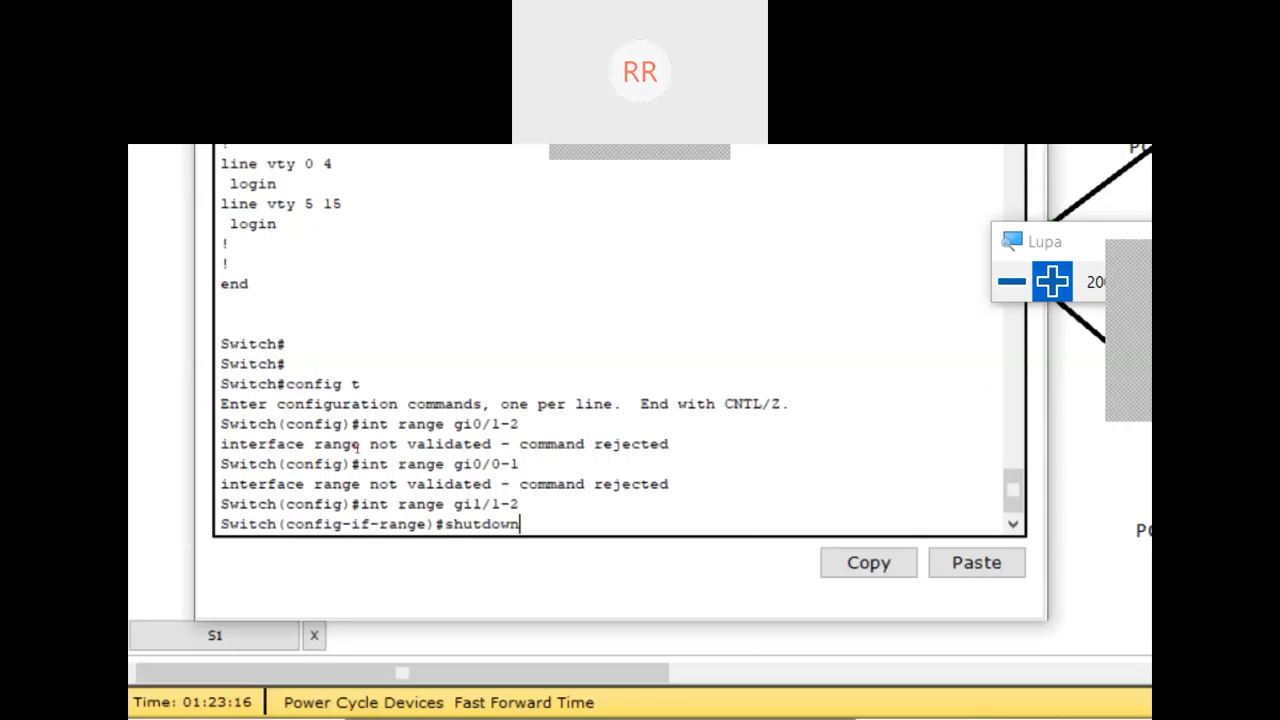 RR
!
line vty 0 4
login
line vty 5 15
login
!
!
end
Switch#
Switch#
Switch#config t
Enter configuration commands, one per line. End with CNTL/Z.
Switch(config)#int range gi0/1-2
interface range not validated - command rejected
Switch(config)#int range gi0/0-1
interface range not validated - command rejected
Switch(config)#int range gi1/1-2
Switch(config-if-range)#shutdown
Copy
Paste
Lupa
S1
X
Time: 01:23:16
Power Cycle Devices Fast Forward Time